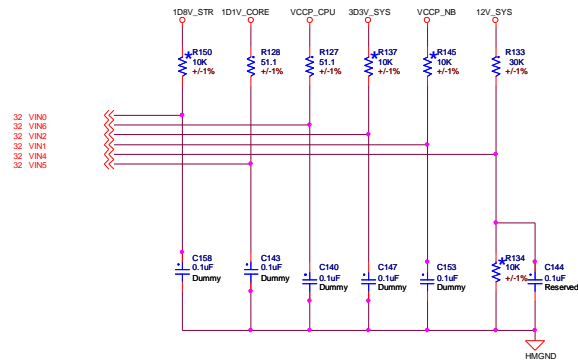 1D8V_STR 1D1V_CORE VCCP_CPU 3D3V_SYS VCCP_NB 12V_SYS
* R150 R128 R127 * R137 * R145 R133
10K 51.1 51.1 10K 10K 30K
+/-1% +/-1% +/-1% +/-1% +/-1% +/-1%
32 VIN0
32 VIN6
32 VIN2
32 VIN1
32 VIN4
32 VIN5
C158 C143 C140 C147 C153 * R134 C144
0.1uF 0.1uF 0.1uF 0.1uF 0.1uF 10K 0.1uF
Dummy Dummy Dummy Dummy Dummy +/-1% Reserved
HMGND